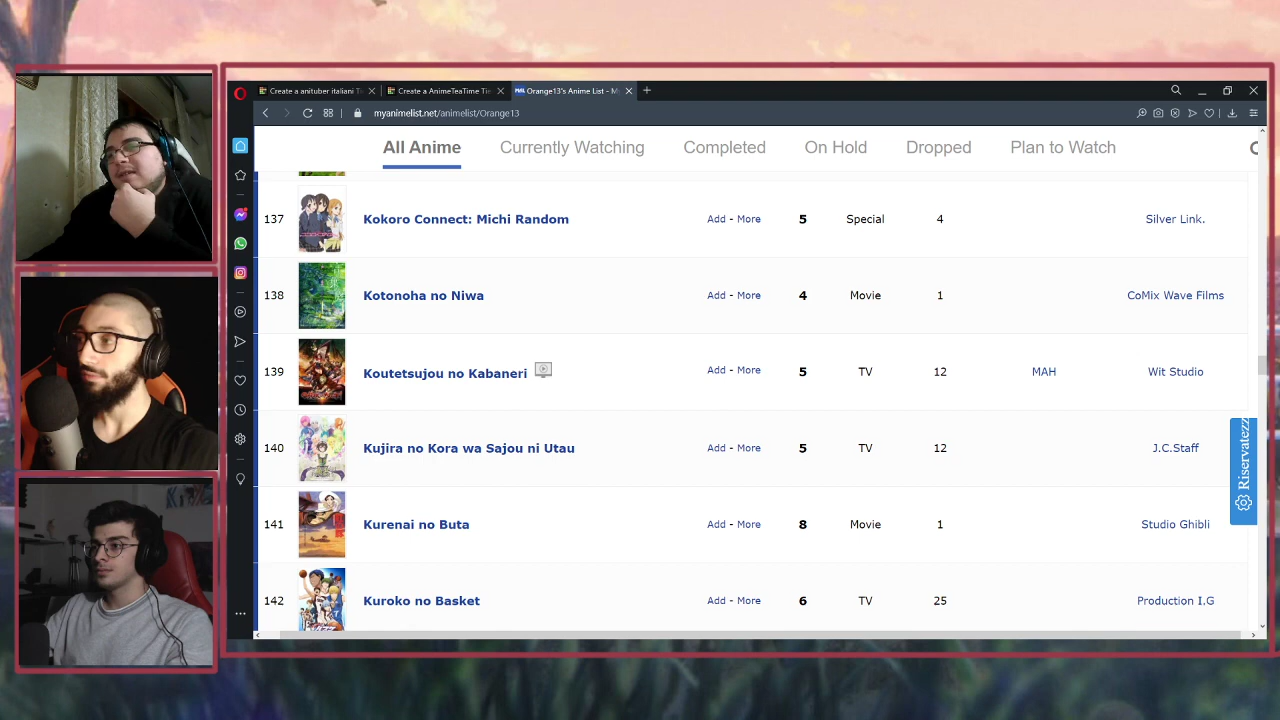 Create a anituber italiani Ti
Create a AnimeTeaTime Tim
MAL Orange13's Anime List - My
myanimelist.net/animelist/Orange13
All Anime Currently Watching Completed On Hold Dropped Plan to Watch
137 Kokoro Connect: Michi Random Add - More 5 Special 4 Silver Link.
138 Kotonoha no Niwa Add - More 4 Movie 1 CoMix Wave Films
139 Koutetsujou no Kabaneri Add - More 5 TV 12 MAH Wit Studio
140 Kujira no Kora wa Sajou ni Utau Add - More 5 TV 12 J.C.Staff
141 Kurenai no Buta Add - More 8 Movie 1 Studio Ghibli
142 Kuroko no Basket Add - More 6 TV 25 Production I.G
Riservatezz